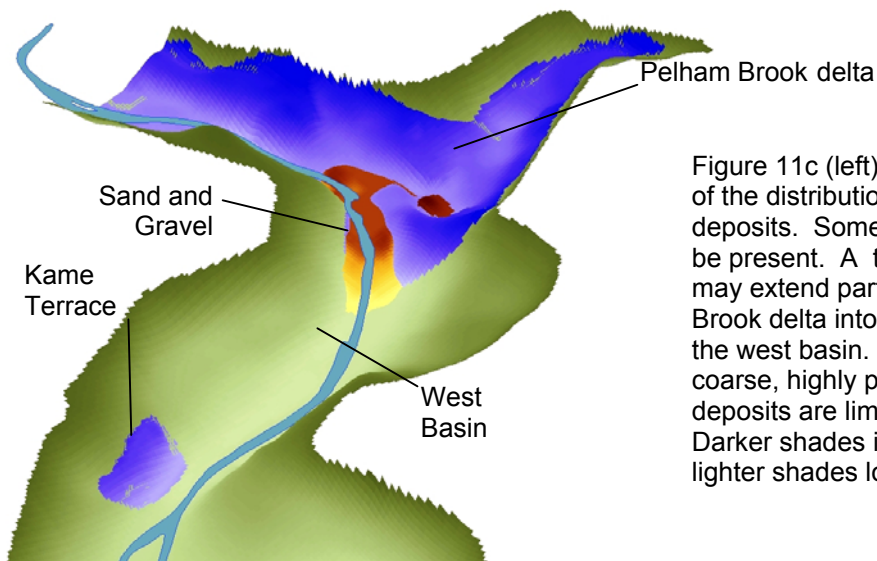 Pelham Brook delta
Sand and
Gravel
Kame
Terrace
West
Basin
Figure 11c (left)
of the distributio
deposits. Some
be present. A t
may extend part
Brook delta into
the west basin.
coarse, highly p
deposits are lim
Darker shades i
lighter shades lo